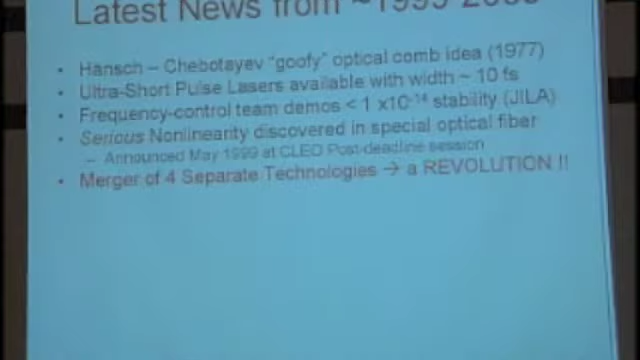 Latest News from ~1999-2000
• Hansch – Chebotayev "goofy" optical comb idea (1977)
• Ultra-Short Pulse Lasers available with width ~ 10 fs
• Frequency-control team demos < 1 x10-14 stability (JILA)
• Serious Nonlinearity discovered in special optical fiber
– Announced May 1999 at CLEO Post-deadline session
• Merger of 4 Separate Technologies → a REVOLUTION !!